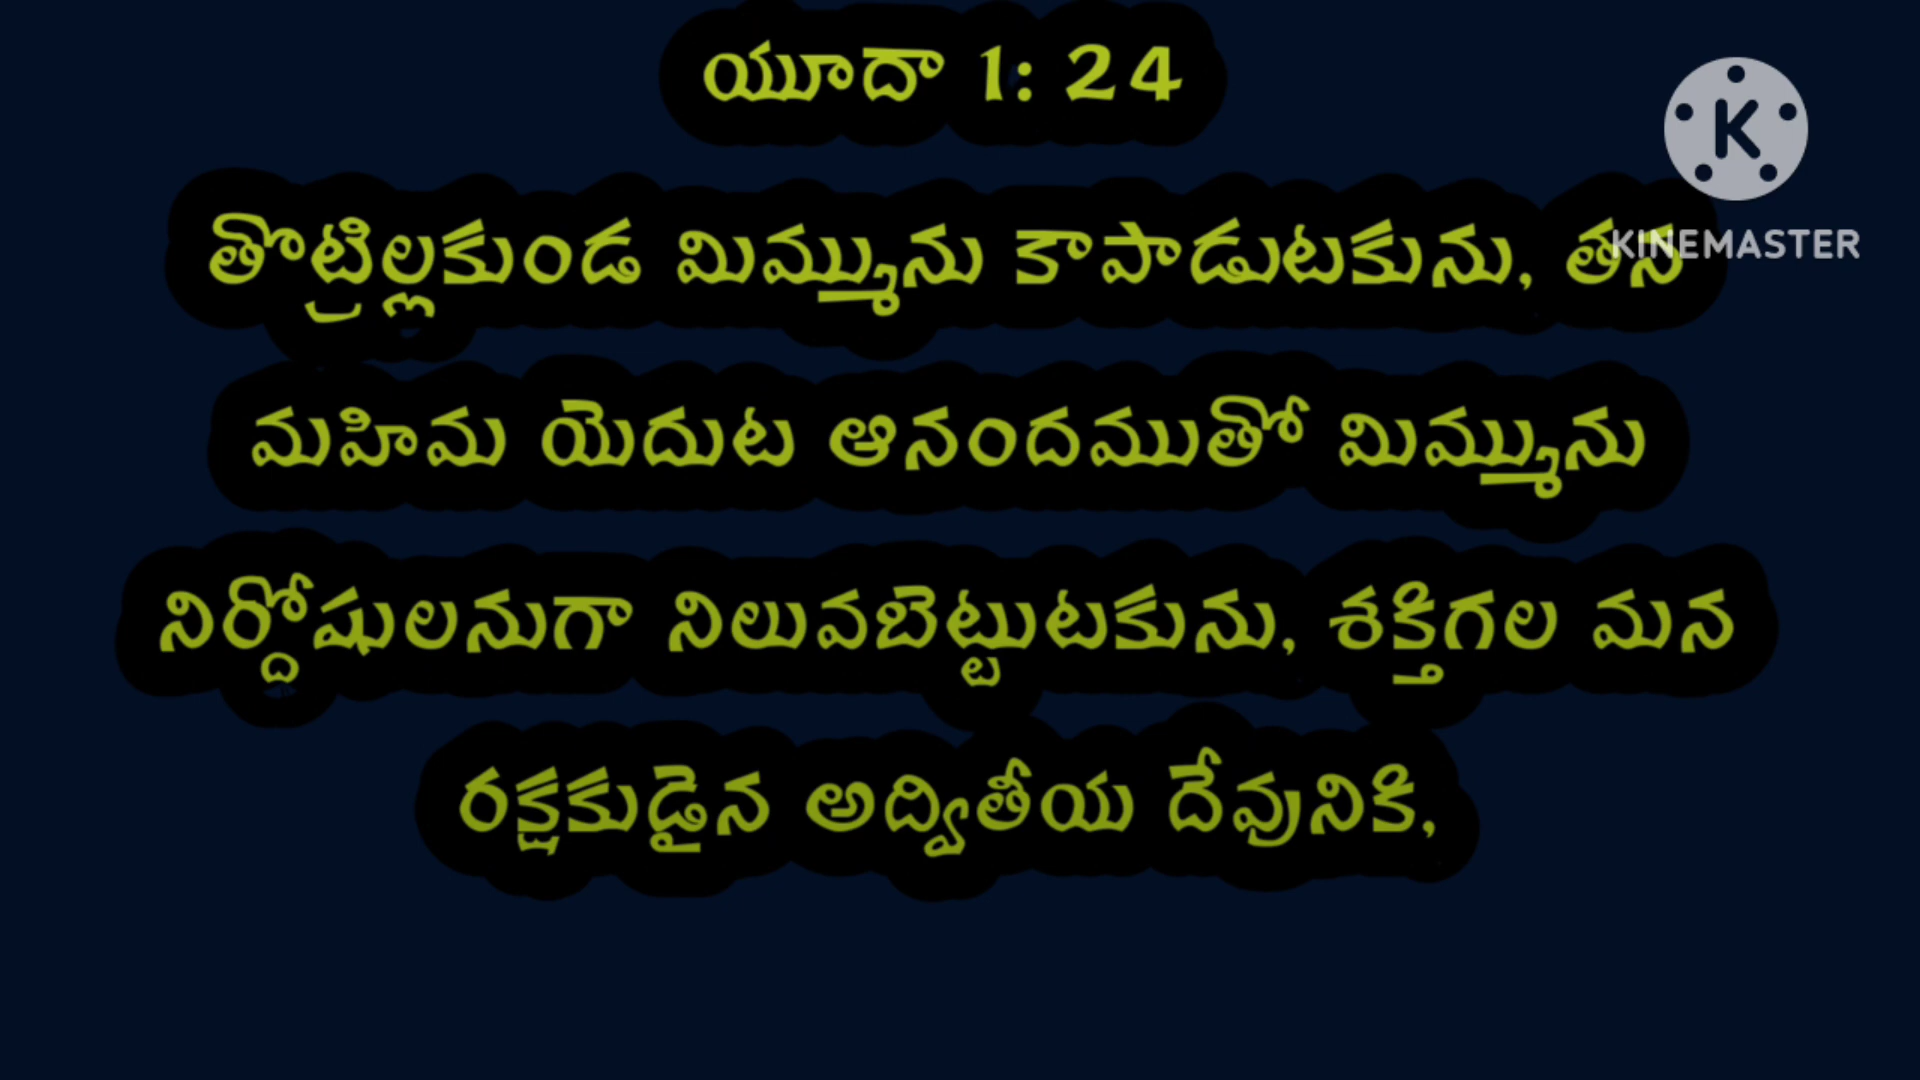 యూదా 1: 24
K
KINEMASTER
తొట్రిల్లకుండ మిమ్మును కాపాడుటకును, తన
మహిమ యెదుట ఆనందముతో మిమ్మును
నిర్దోషులనుగా నిలువబెట్టుటకును, శక్తిగల మన
రక్షకుడైన అద్వితీయ దేవునికి,